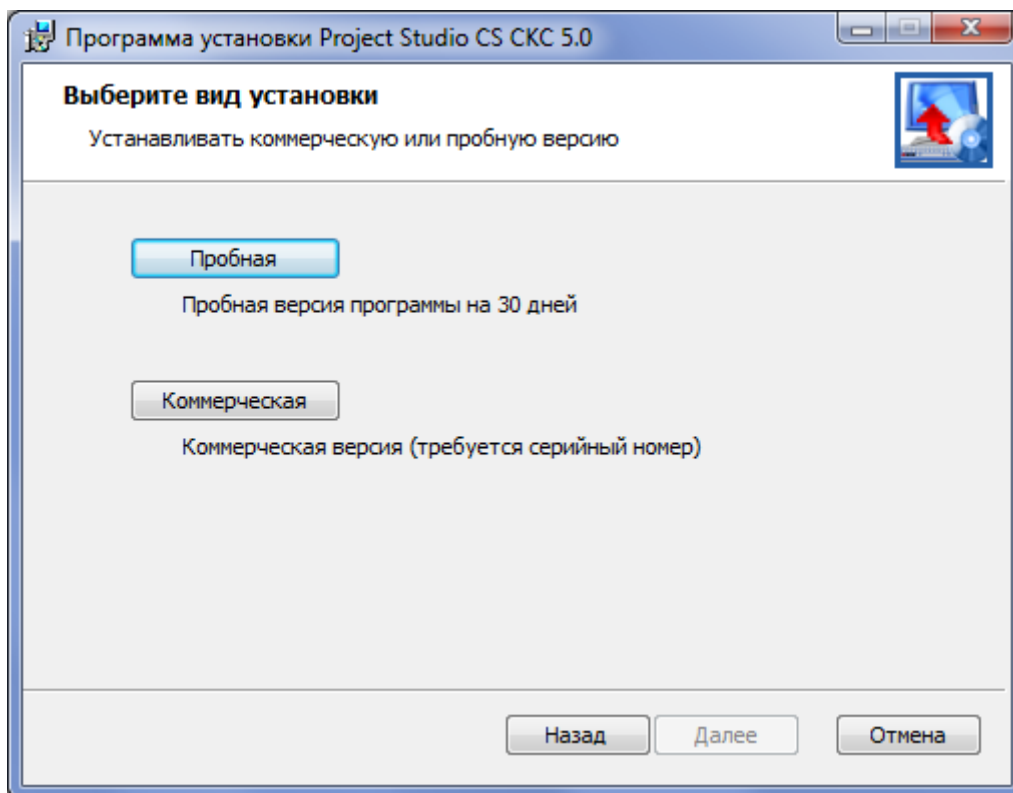 Программа установки Project Studio CS СКС 5.0
Выберите вид установки
Устанавливать коммерческую или пробную версию
Пробная
Пробная версия программы на 30 дней
Коммерческая
Коммерческая версия (требуется серийный номер)
Назад
Далее
Отмена